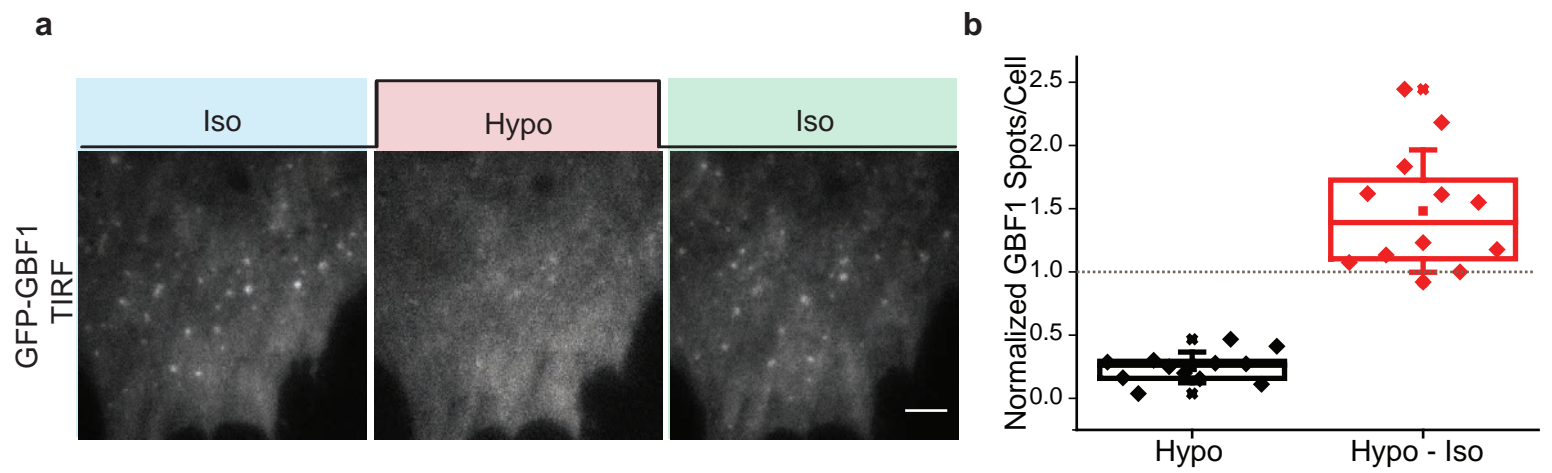 a
b
Iso
Hypo
Iso
GFP-GBF1
TIRF
Normalized GBF1 Spots/Cell
2.5
2.0
1.5
1.0
0.5
0.0
Hypo
Hypo - Iso